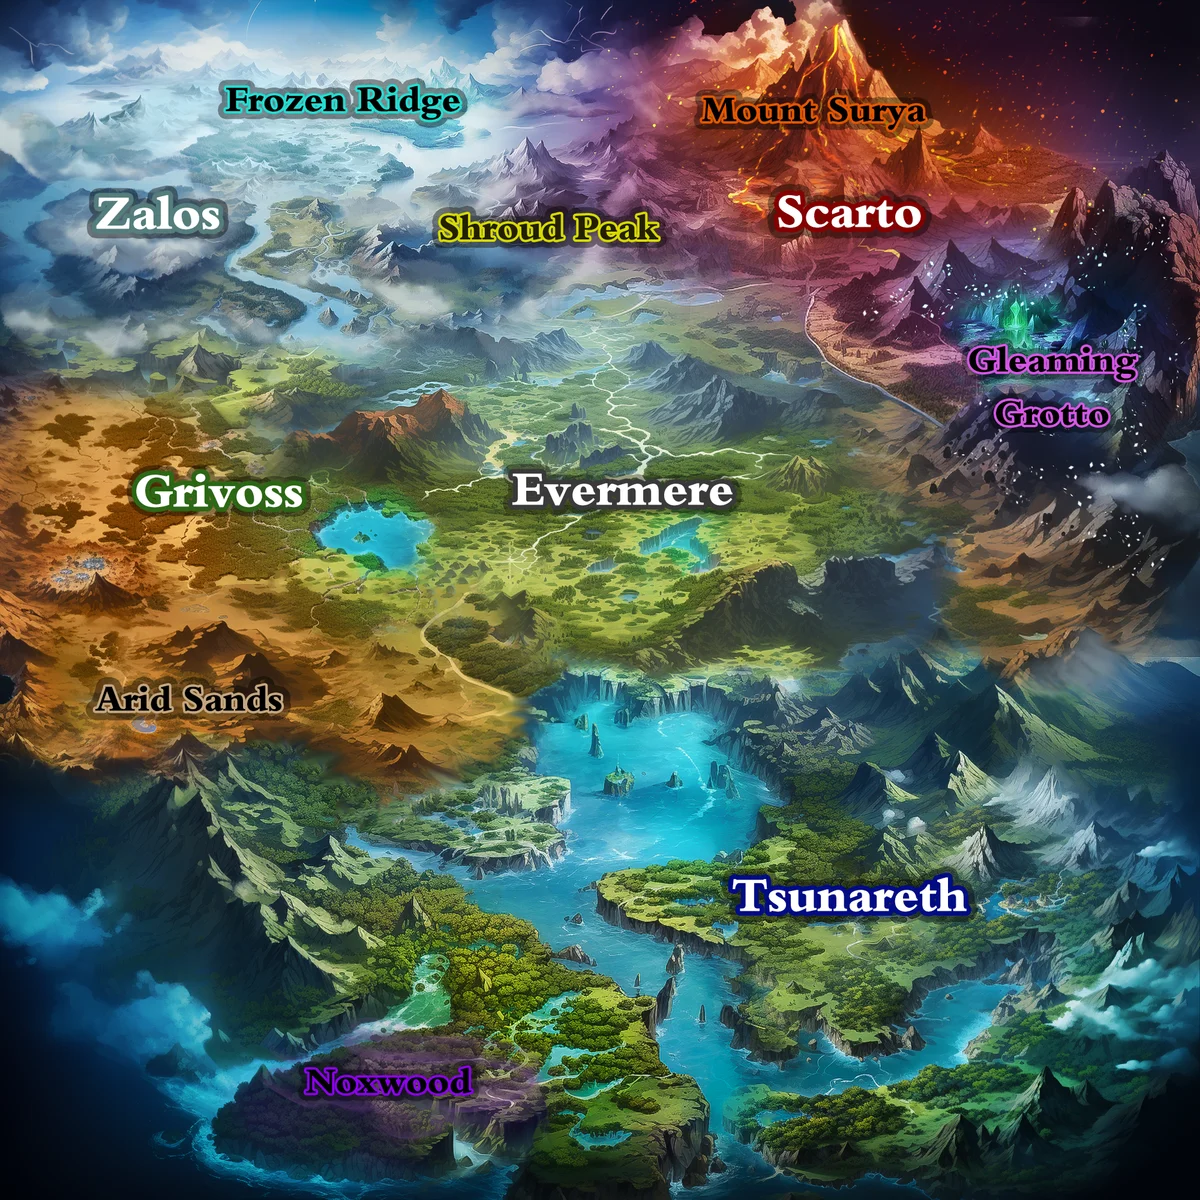 Frozen Ridge
Mount Surya
Zalos
Shroud Peak
Scarto
Gleaming
Grotto
Grivoss
Evermere
Arid Sands
Tsunareth
Noxwood